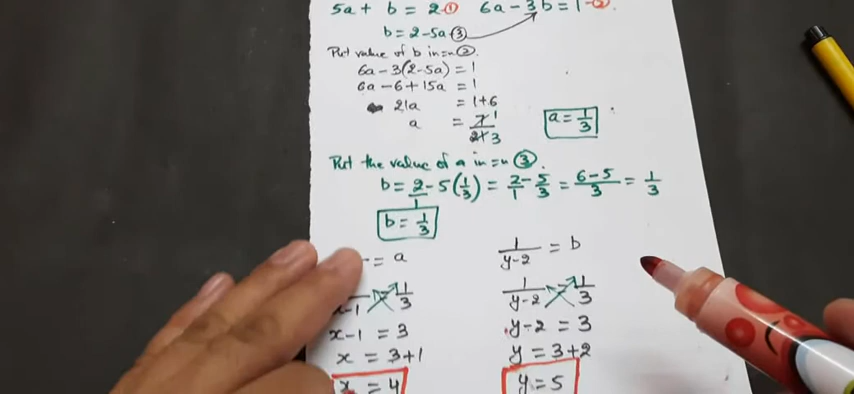 5a + b = 2 ① 6a - 3b = 1 - ②
b = 2 - 5a ③
Put value of b in =n ②.
6a - 3(2 - 5a) = 1
6a - 6 + 15a = 1
21a = 1 + 6
a = 7 1 / 21 3
a = 1/3
Put the value of a in =n ③.
b = 2/1 - 5(1/3) = 2/1 - 5/3 = 6-5/3 = 1/3
b = 1/3
= a 1/y-2 = b
x-1 1/3 1/y-2 = 1/3
x - 1 = 3 y - 2 = 3
x = 3 + 1 y = 3 + 2
x = 4 y = 5